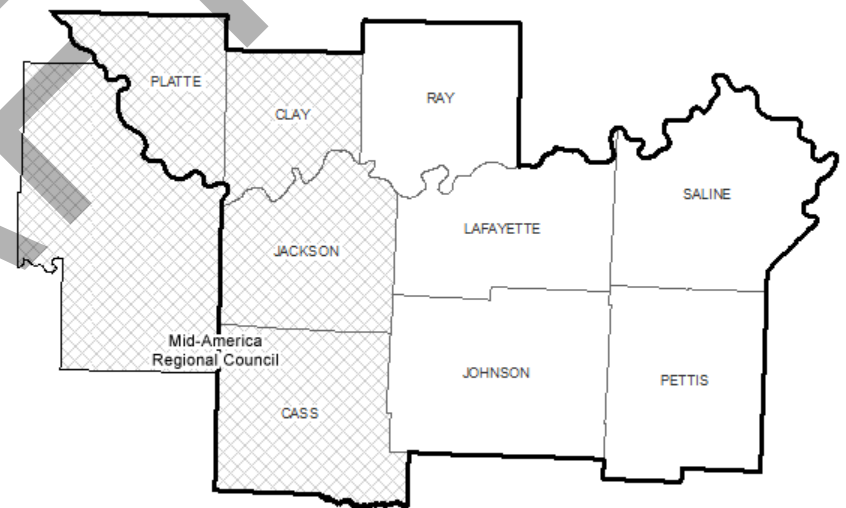 PLATTE
CLAY
RAY
SALINE
LAFAYETTE
JACKSON
Mid-America
Regional Council
JOHNSON
PETTIS
CASS